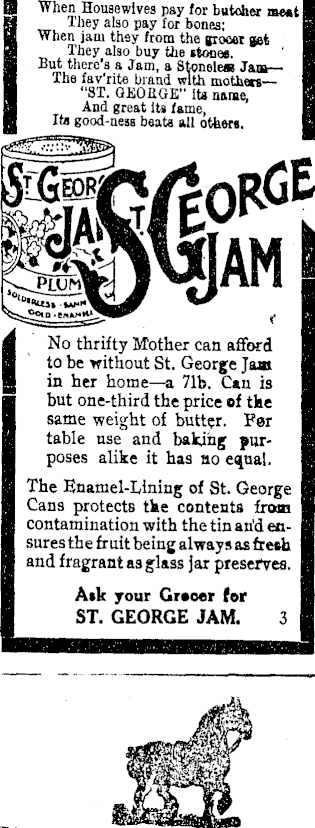 When Housewives pay for butcher meat
They also pay for bones;
When jam they from the grocer get
They also buy the stones.
But there's a Jam, a Stoneless Jam—
The fav'rite brand with mothers—
"ST. GEORGE" its name,
And great its fame,
Its good-ness beats all others.
ST GEOR
JA
PLUM
SOLDERLESS - SANN
GOLD - ENAMEL
ST. GEORGE
JAM
No thrifty Mother can afford
to be without St. George Jam
in her home—a 7lb. Can is
but one-third the price of the
same weight of butter. For
table use and baking pur-
poses alike it has no equal.
The Enamel-Lining of St. George
Cans protects the contents from
contamination with the tin and en-
sures the fruit being always as fresh
and fragrant as glass jar preserves.
Ask your Grocer for
ST. GEORGE JAM. 3